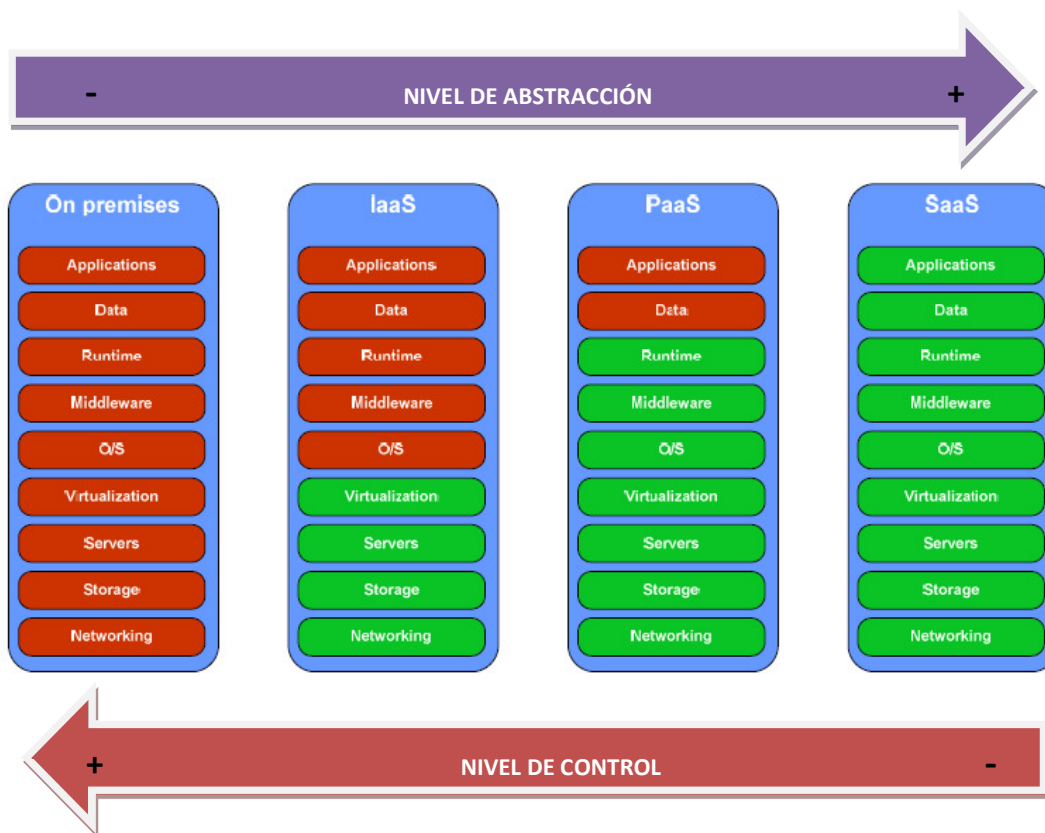 - NIVEL DE ABSTRACCIÓN +
On premises
Applications
Data
Runtime
Middleware
O/S
Virtualization
Servers
Storage
Networking
IaaS
Applications
Data
Runtime
Middleware
O/S
Virtualization
Servers
Storage
Networking
PaaS
Applications
Data
Runtime
Middleware
O/S
Virtualization
Servers
Storage
Networking
SaaS
Applications
Data
Runtime
Middleware
O/S
Virtualization
Servers
Storage
Networking
+ NIVEL DE CONTROL -